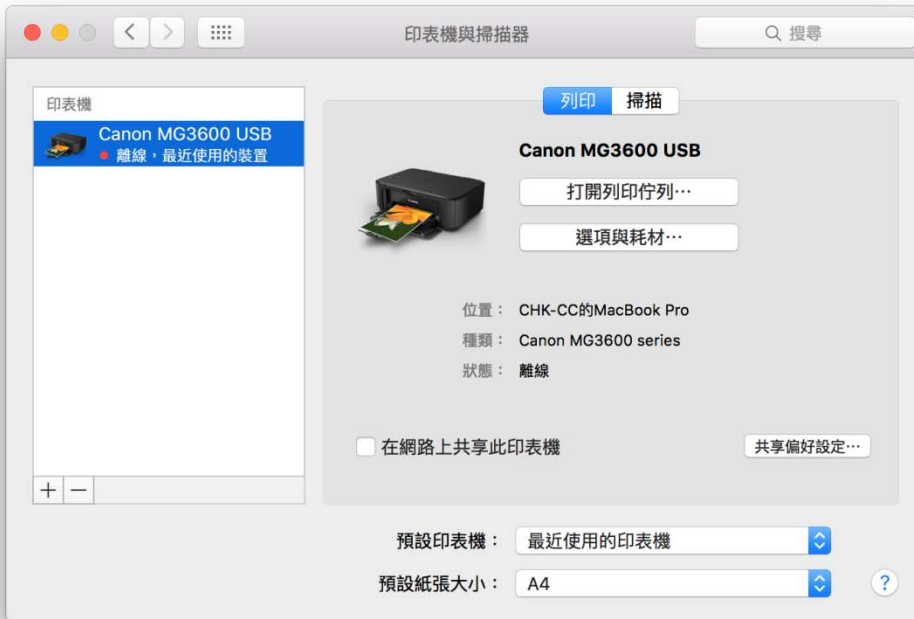 印表機與掃描器
搜尋
印表機
Canon MG3600 USB
離線，最近使用的裝置
列印 掃描
Canon MG3600 USB
打開列印佇列⋯
選項與耗材⋯
位置： CHK-CC的MacBook Pro
種類： Canon MG3600 series
狀態： 離線
在網路上共享此印表機
共享偏好設定⋯
+ −
預設印表機： 最近使用的印表機
預設紙張大小： A4
?